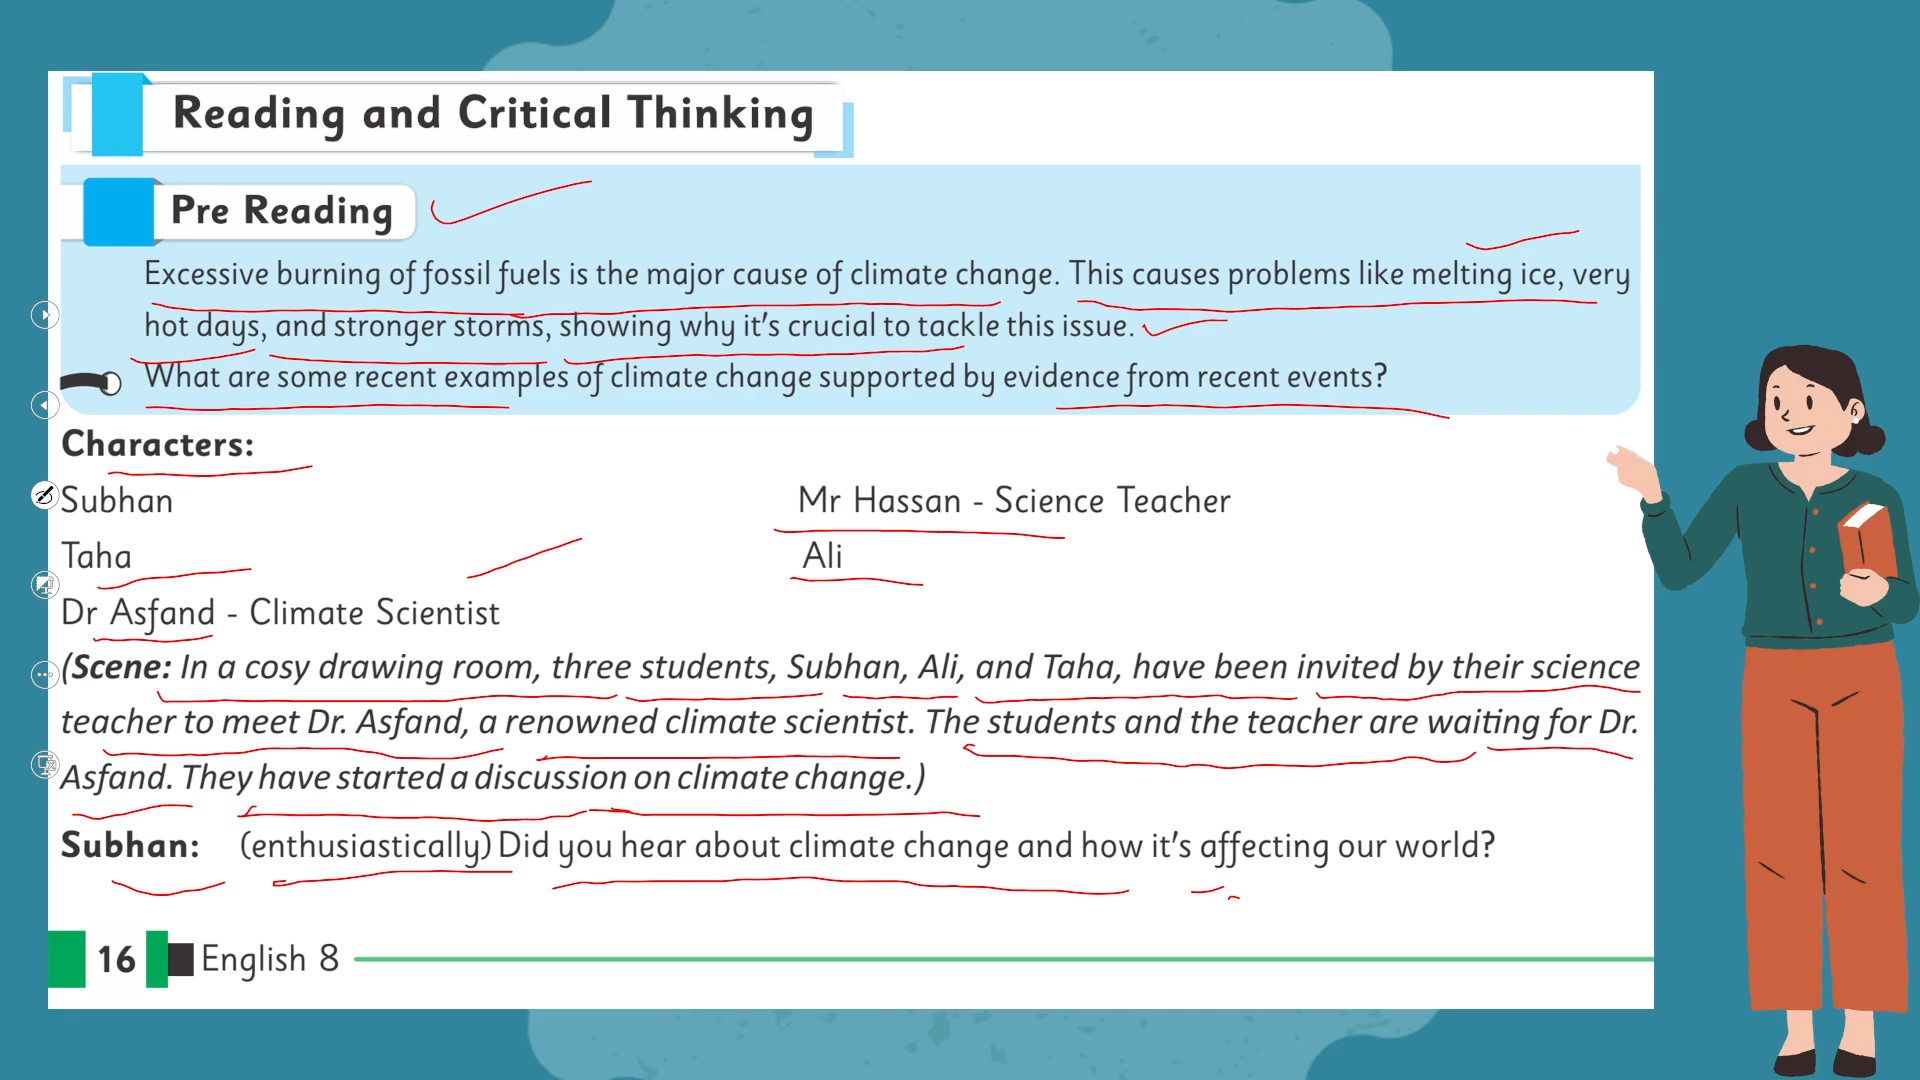 Reading and Critical Thinking
Pre Reading
Excessive burning of fossil fuels is the major cause of climate change. This causes problems like melting ice, very
hot days, and stronger storms, showing why it's crucial to tackle this issue.
What are some recent examples of climate change supported by evidence from recent events?
Characters:
Subhan
Mr Hassan - Science Teacher
Taha
Ali
Dr Asfand - Climate Scientist
(Scene: In a cosy drawing room, three students, Subhan, Ali, and Taha, have been invited by their science
teacher to meet Dr. Asfand, a renowned climate scientist. The students and the teacher are waiting for Dr.
Asfand. They have started a discussion on climate change.)
Subhan: (enthusiastically) Did you hear about climate change and how it's affecting our world?
16 English 8